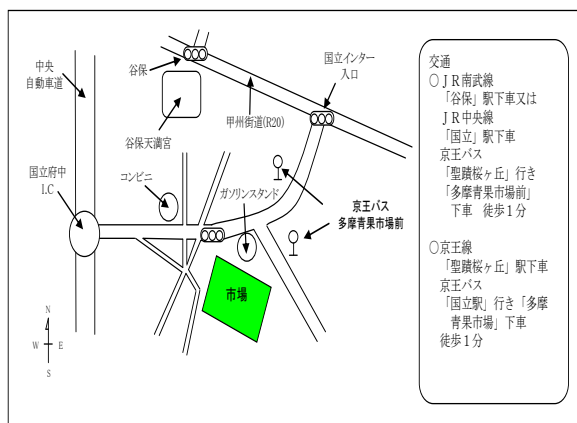 中央
自動車道
谷保
国立インター
入口
谷保天満宮
甲州街道(R20)
国立府中
I.C
コンビニ
ガソリンスタンド
京王バス
多摩青果市場前
市場
N
W E
S
交通
○ＪＲ南武線
「谷保」駅下車又は
ＪＲ中央線
「国立」駅下車
京王バス
「聖蹟桜ヶ丘」行き
「多摩青果市場前」
下車 徒歩１分
○京王線
「聖蹟桜ヶ丘」駅下車
京王バス
「国立駅」行き「多摩
青果市場」下車
徒歩１分